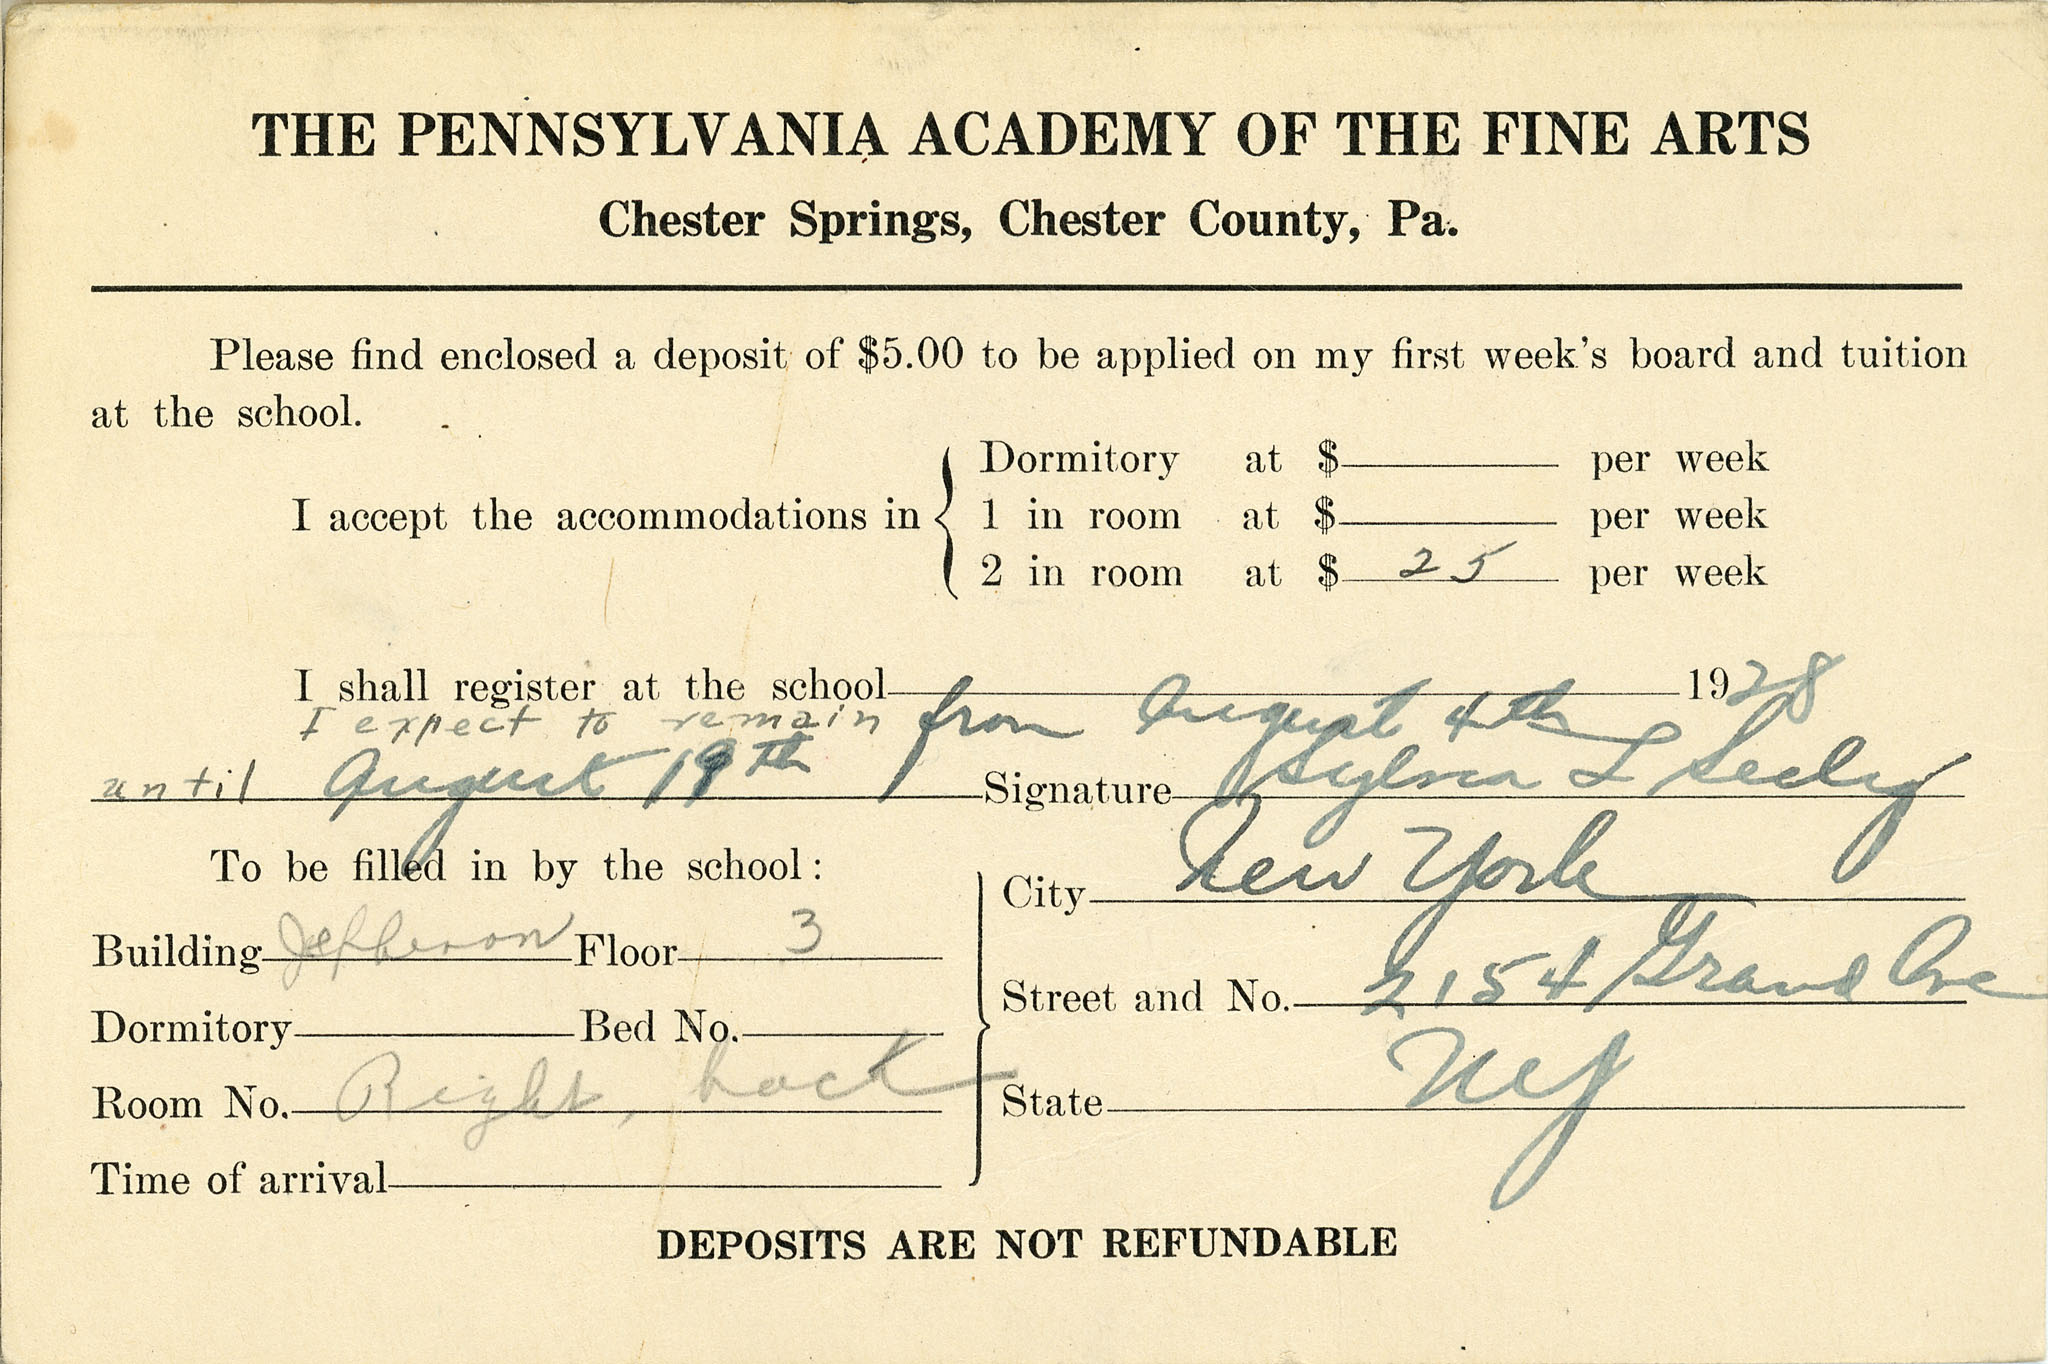 THE PENNSYLVANIA ACADEMY OF THE FINE ARTS
Chester Springs, Chester County, Pa.
Please find enclosed a deposit of $5.00 to be applied on my first week's board and tuition
at the school.
Dormitory at $ per week
I accept the accommodations in 1 in room at $ per week
2 in room at $ 25 per week
I shall register at the school 1928
I expect to remain from August 4th
until August 19th Signature Sylvia L Seely
To be filled in by the school:
City New York
Building Jefferson Floor 3
Street and No. 2154 Grand Ave
Dormitory Bed No.
Room No. Right, back
State NY
Time of arrival
DEPOSITS ARE NOT REFUNDABLE